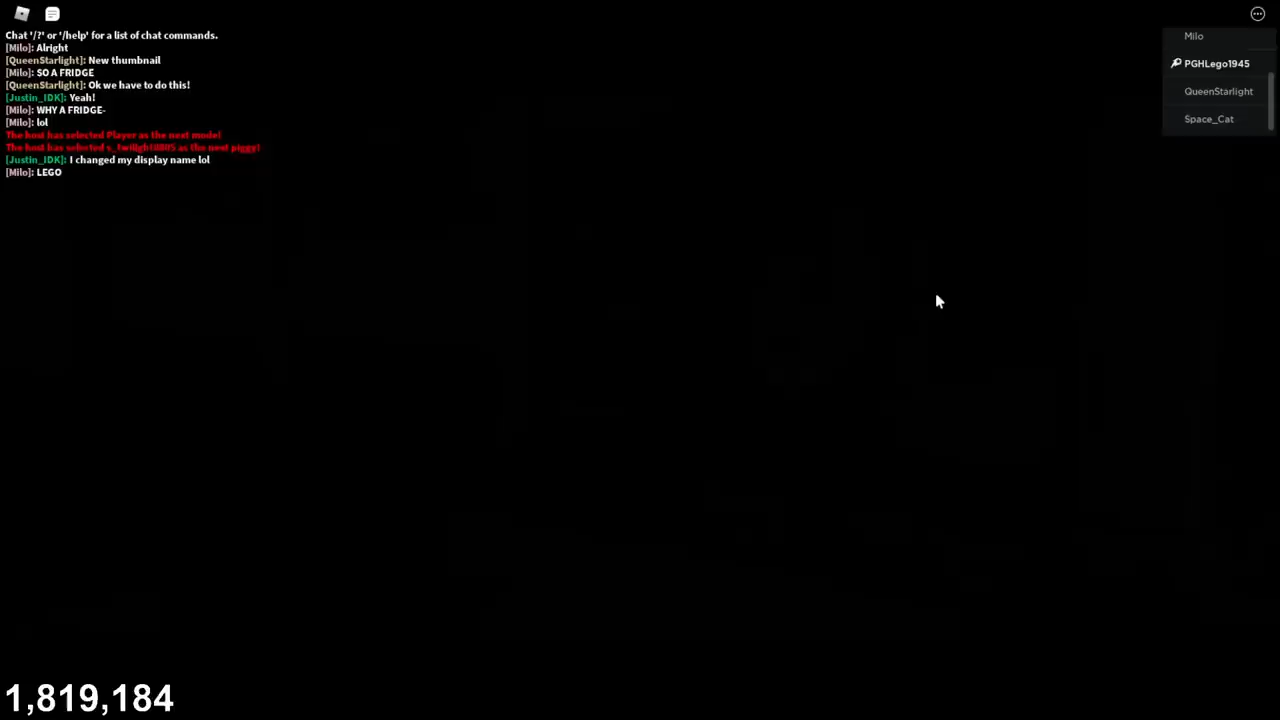 Chat '/?' or '/help' for a list of chat commands.
[Milo]: Alright
[QueenStarlight]: New thumbnail
[Milo]: SO A FRIDGE
[QueenStarlight]: Ok we have to do this!
[Justin_IDK]: Yeah!
[Milo]: WHY A FRIDGE-
[Milo]: lol
The host has selected Player as the next mode!
The host has selected as the next piggy!
[Justin_IDK]: I changed my display name lol
[Milo]: LEGO
Milo
PGHLego1945
QueenStarlight
Space_Cat
1,819,184